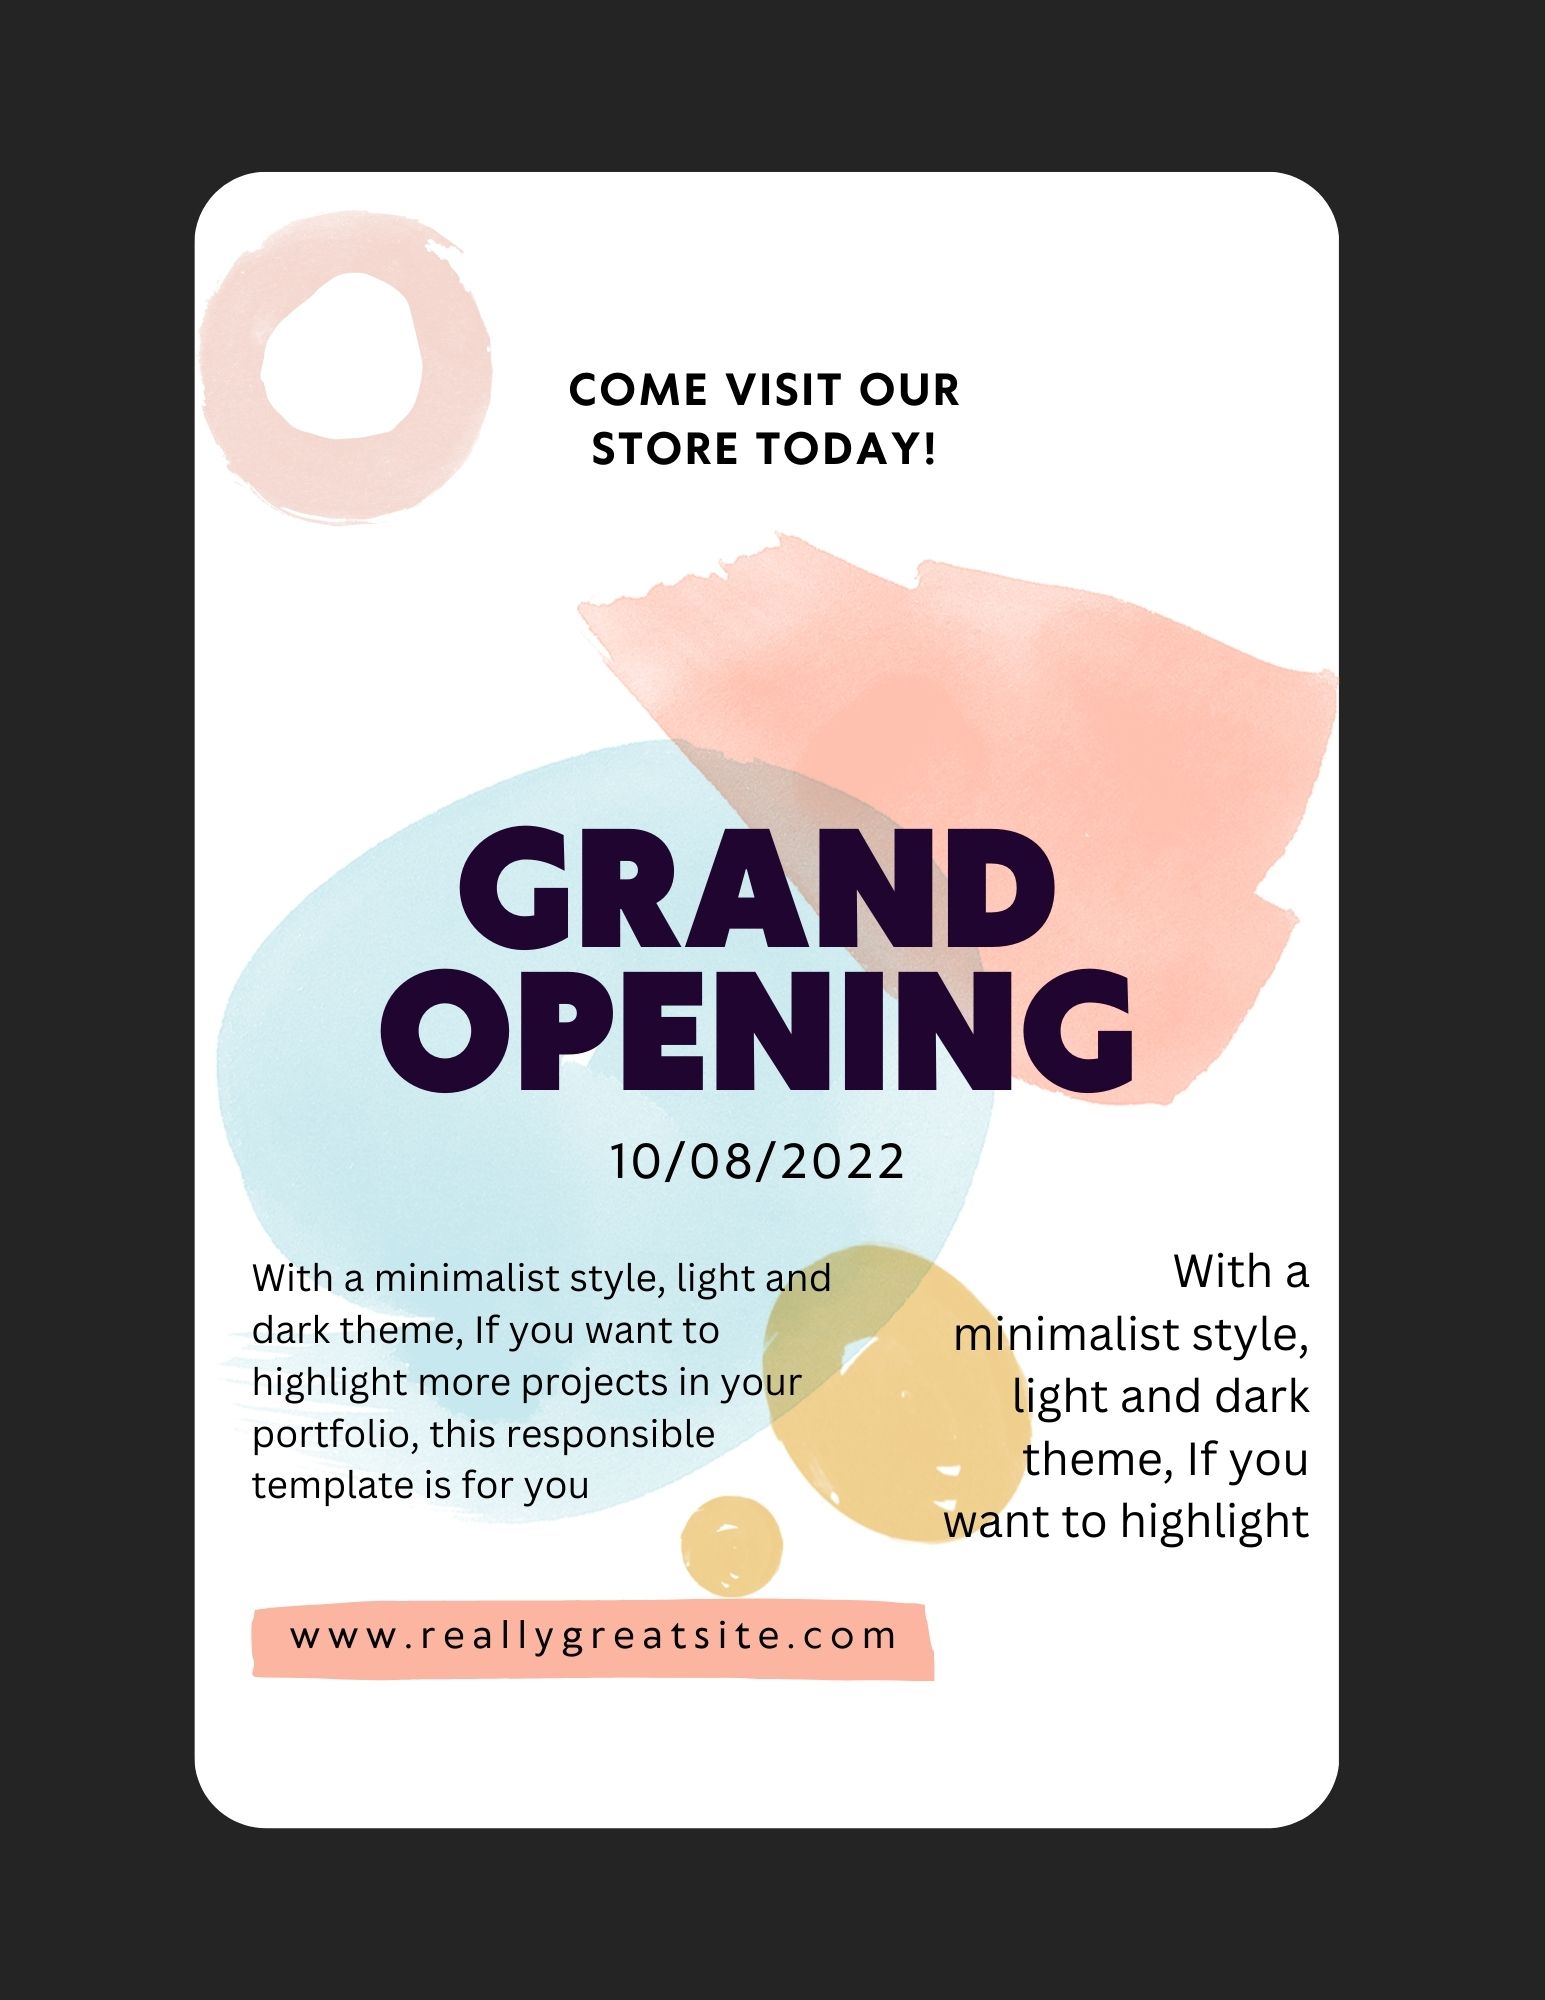 COME VISIT OUR
STORE TODAY!
GRAND
OPENING
10/08/2022
With a minimalist style, light and
dark theme, If you want to
highlight more projects in your
portfolio, this responsible
template is for you
With a
minimalist style,
light and dark
theme, If you
want to highlight
www.reallygreatsite.com